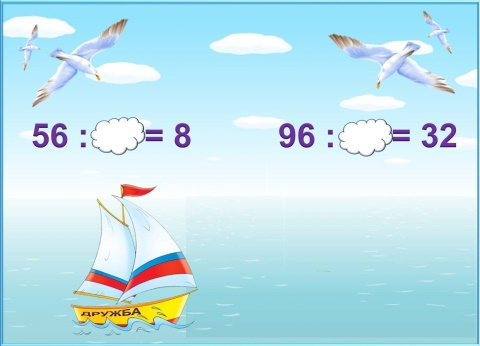 56 : = 8
96 : = 32
ДРУЖБА